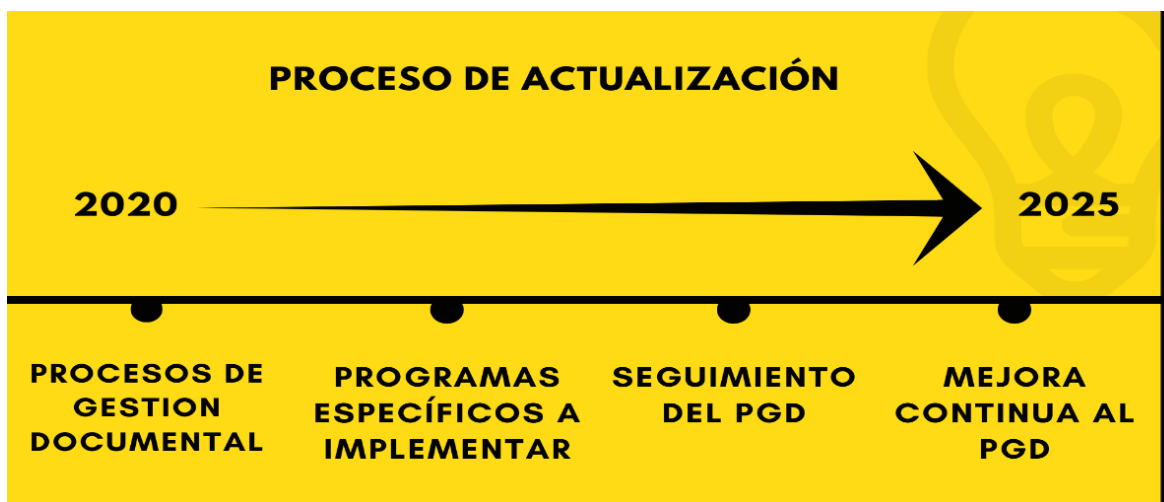 PROCESO DE ACTUALIZACIÓN
2020
2025
PROCESOS DE
GESTION
DOCUMENTAL
PROGRAMAS
ESPECÍFICOS A
IMPLEMENTAR
SEGUIMIENTO
DEL PGD
MEJORA
CONTINUA AL
PGD